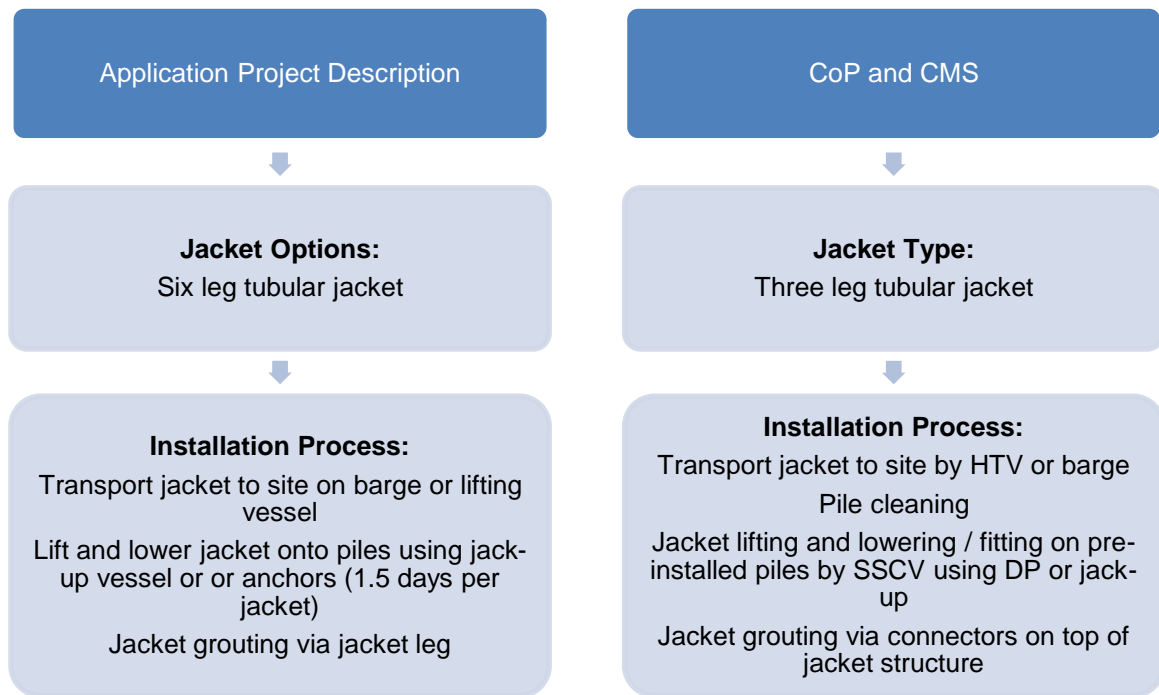 Application Project Description
Jacket Options:
Six leg tubular jacket
Installation Process:
Transport jacket to site on barge or lifting
vessel
Lift and lower jacket onto piles using jack-
up vessel or or anchors (1.5 days per
jacket)
Jacket grouting via jacket leg
CoP and CMS
Jacket Type:
Three leg tubular jacket
Installation Process:
Transport jacket to site by HTV or barge
Pile cleaning
Jacket lifting and lowering / fitting on pre-
installed piles by SSCV using DP or jack-
up
Jacket grouting via connectors on top of
jacket structure